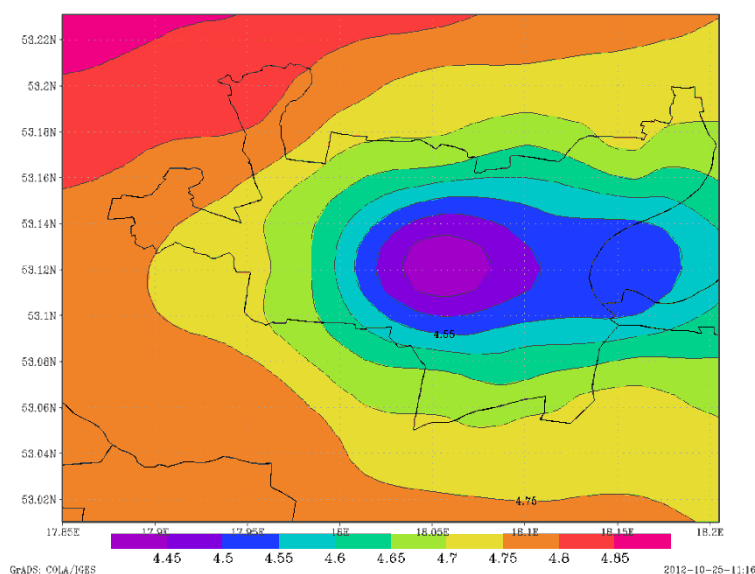 53.22N
53.2N
53.18N
53.16N
53.14N
53.12N
53.1N
53.08N
53.06N
53.04N
53.02N
4.55
4.75
17.85E 17.9E 17.95E 18E 18.05E 18.1E 18.15E 18.2E
4.45 4.5 4.55 4.6 4.65 4.7 4.75 4.8 4.85
GrADS: COLA/IGES 2012-10-25-11:16